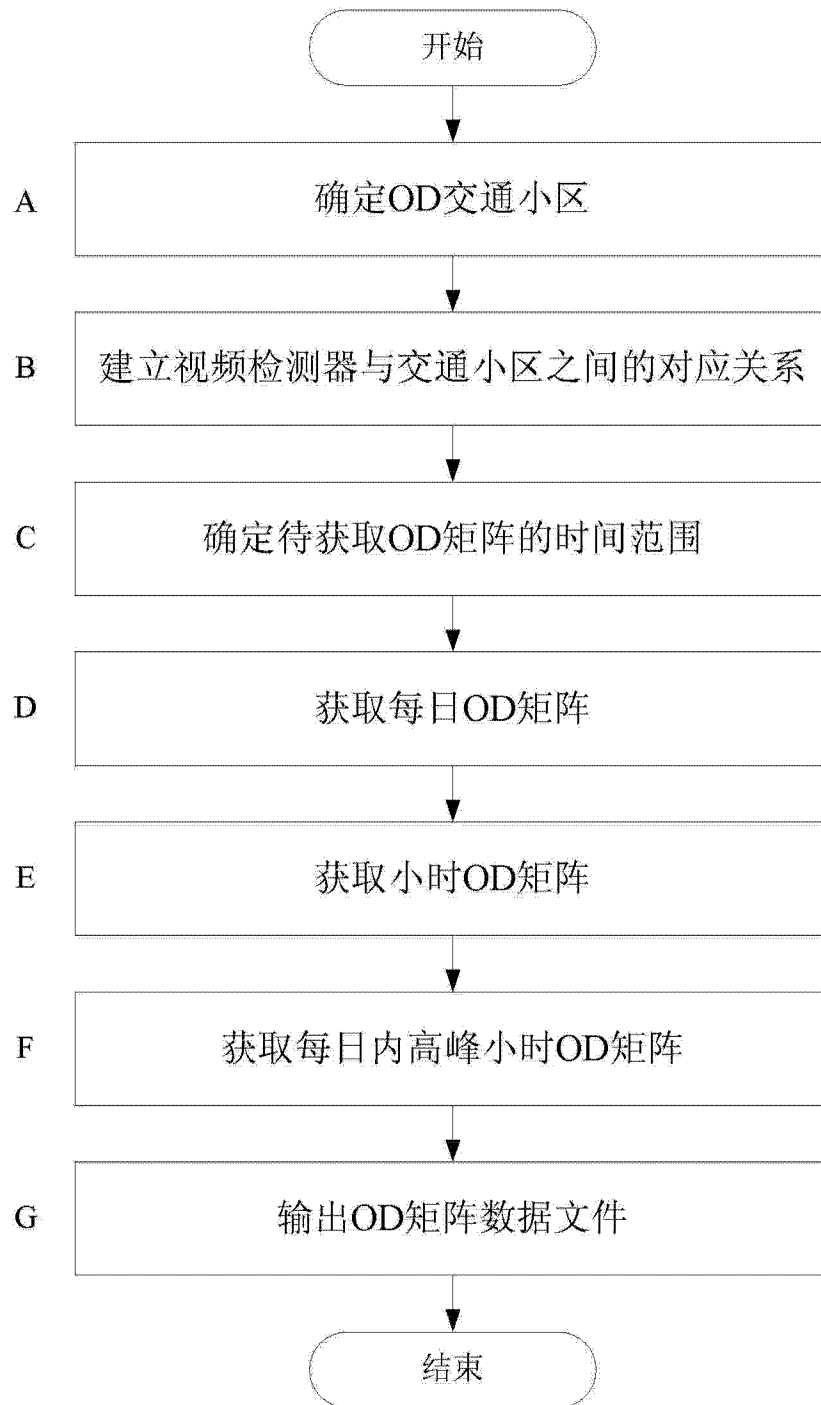 开始
A
确定OD交通小区
B
建立视频检测器与交通小区之间的对应关系
C
确定待获取OD矩阵的时间范围
D
获取每日OD矩阵
E
获取小时OD矩阵
F
获取每日内高峰小时OD矩阵
G
输出OD矩阵数据文件
结束